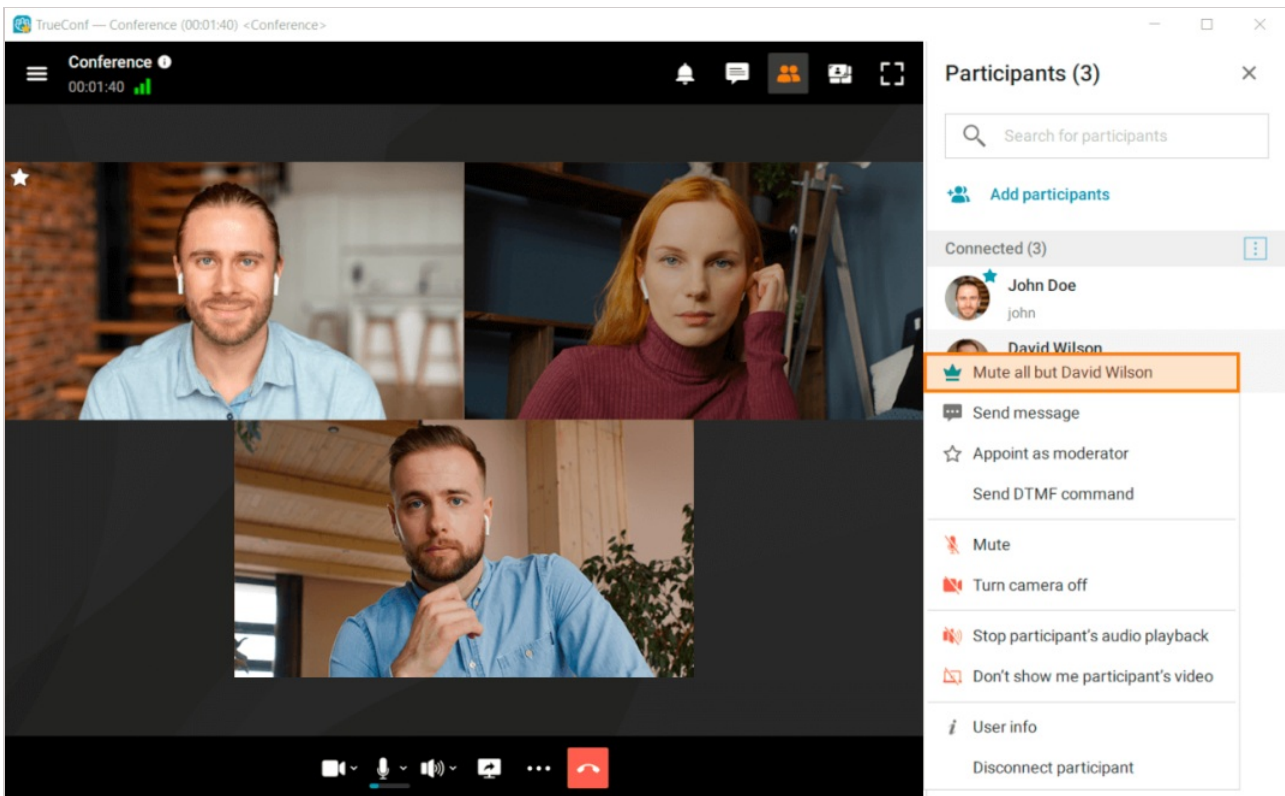 TrueConf — Conference (00:01:40) <Conference>
Conference
00:01:40
Participants (3)
Search for participants
Add participants
Connected (3)
John Doe
john
David Wilson
Mute all but David Wilson
Send message
Appoint as moderator
Send DTMF command
Mute
Turn camera off
Stop participant's audio playback
Don't show me participant's video
User info
Disconnect participant